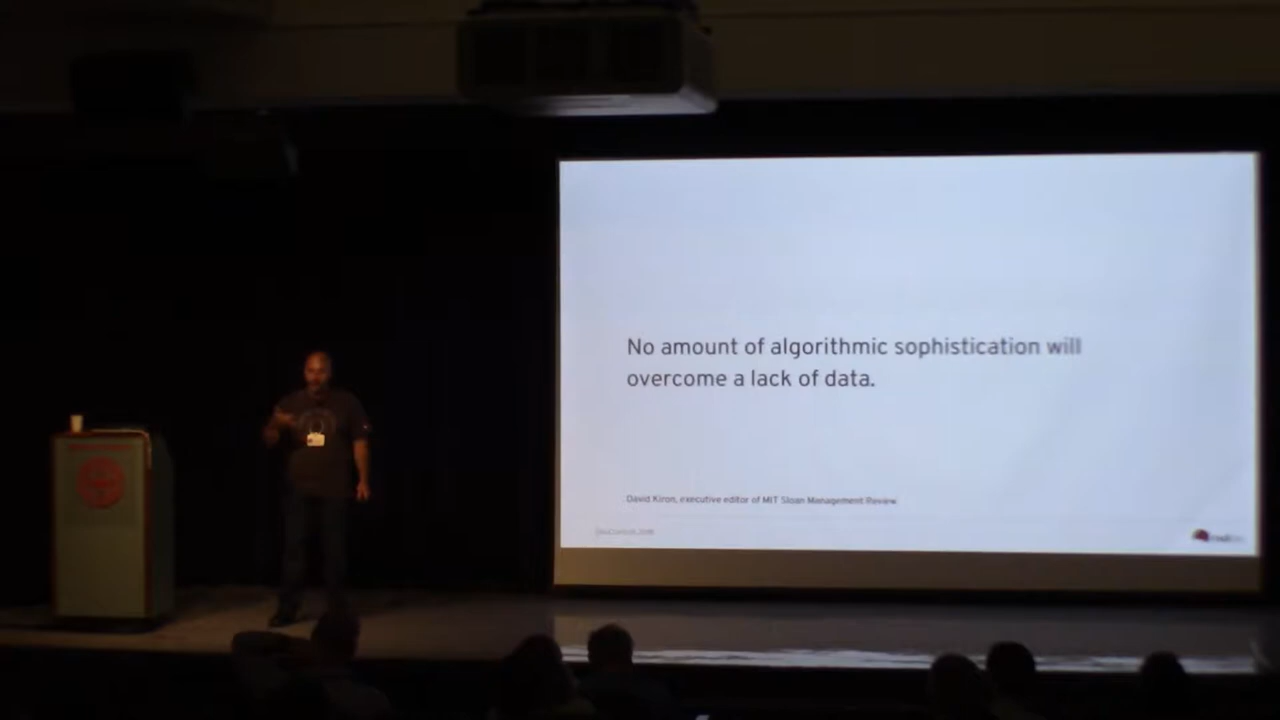 No amount of algorithmic sophistication will
overcome a lack of data.
David Kiron, executive editor of MIT Sloan Management Review